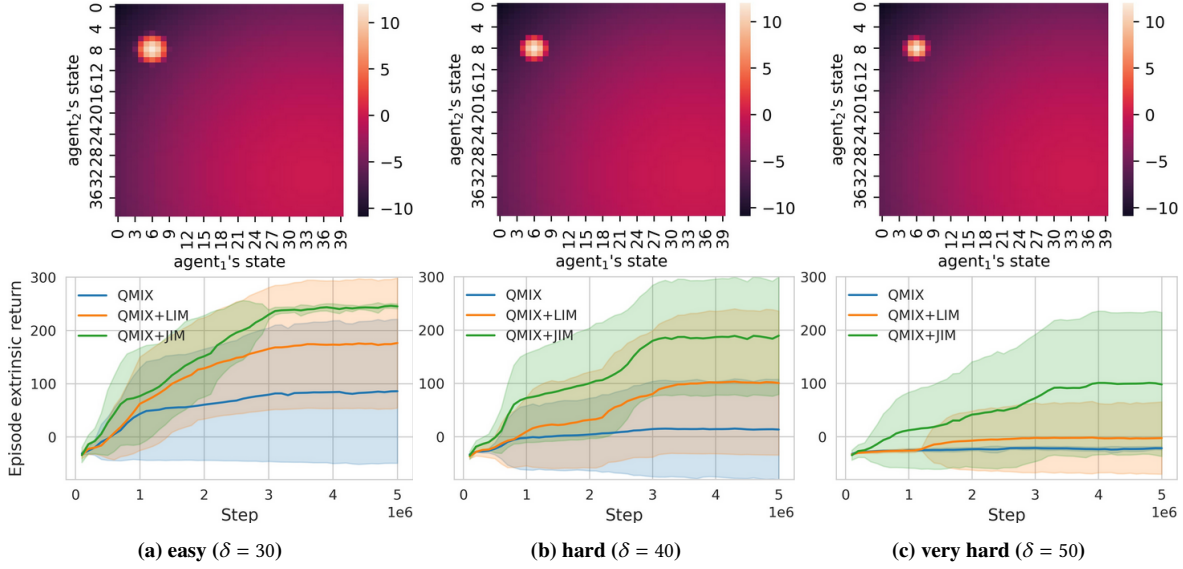 0 4 8 12 16 20 24 28 32 36
agent₂'s state
0 3 6 9 12 15 18 21 24 27 30 33 36 39
agent₁'s state
10
5
0
−5
−10
0 4 8 12 16 20 24 28 32 36
agent₂'s state
0 3 6 9 12 15 18 21 24 27 30 33 36 39
agent₁'s state
10
5
0
−5
−10
0 4 8 12 16 20 24 28 32 36
agent₂'s state
0 3 6 9 12 15 18 21 24 27 30 33 36 39
agent₁'s state
10
5
0
−5
−10
Episode extrinsic return
300
200
100
0
QMIX
QMIX+LIM
QMIX+JIM
0 1 2 3 4 5
Step
1e6
(a) easy (δ = 30)
300
200
100
0
QMIX
QMIX+LIM
QMIX+JIM
0 1 2 3 4 5
Step
1e6
(b) hard (δ = 40)
300
200
100
0
QMIX
QMIX+LIM
QMIX+JIM
0 1 2 3 4 5
Step
1e6
(c) very hard (δ = 50)